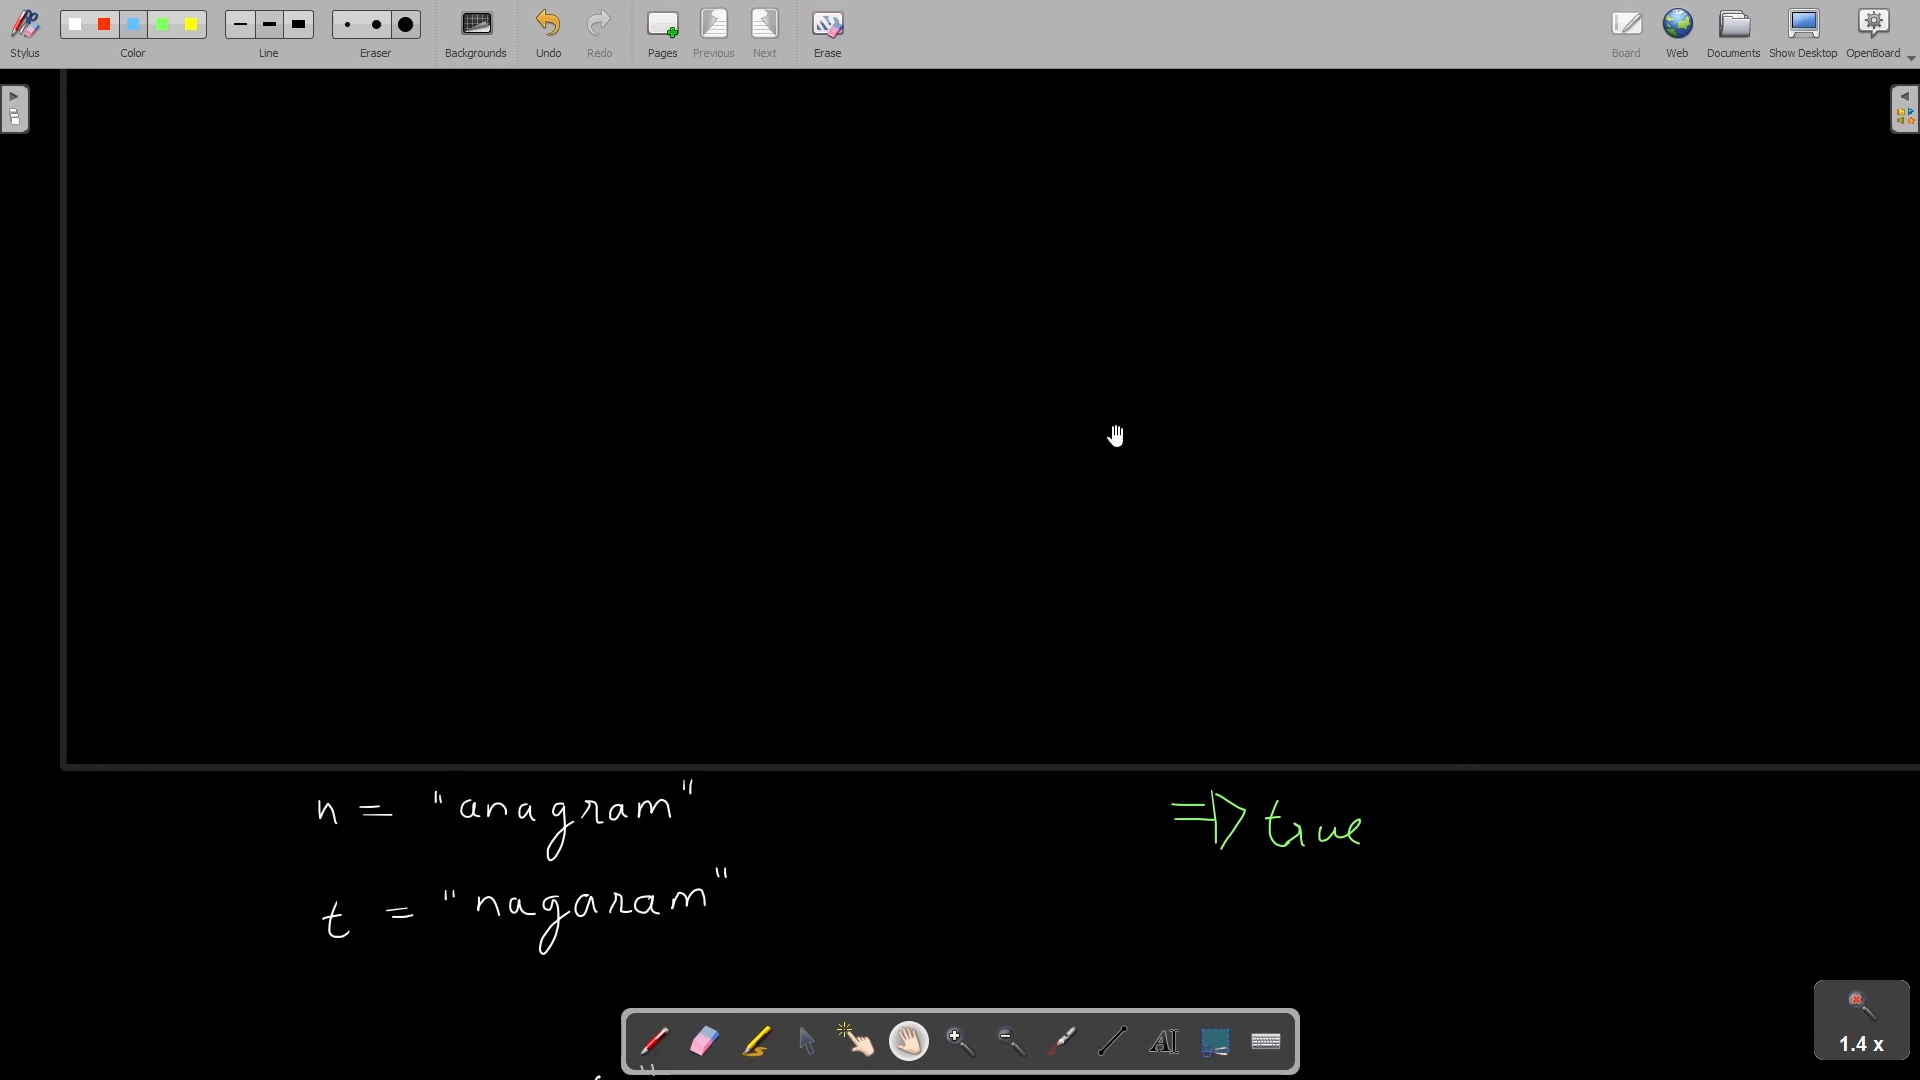 Stylus Color Line Eraser Backgrounds Undo Redo Pages Previous Next Erase Board Web Documents Show Desktop OpenBoard
n = "anagram" => true
t = "nagaram"
AI
1.4 x